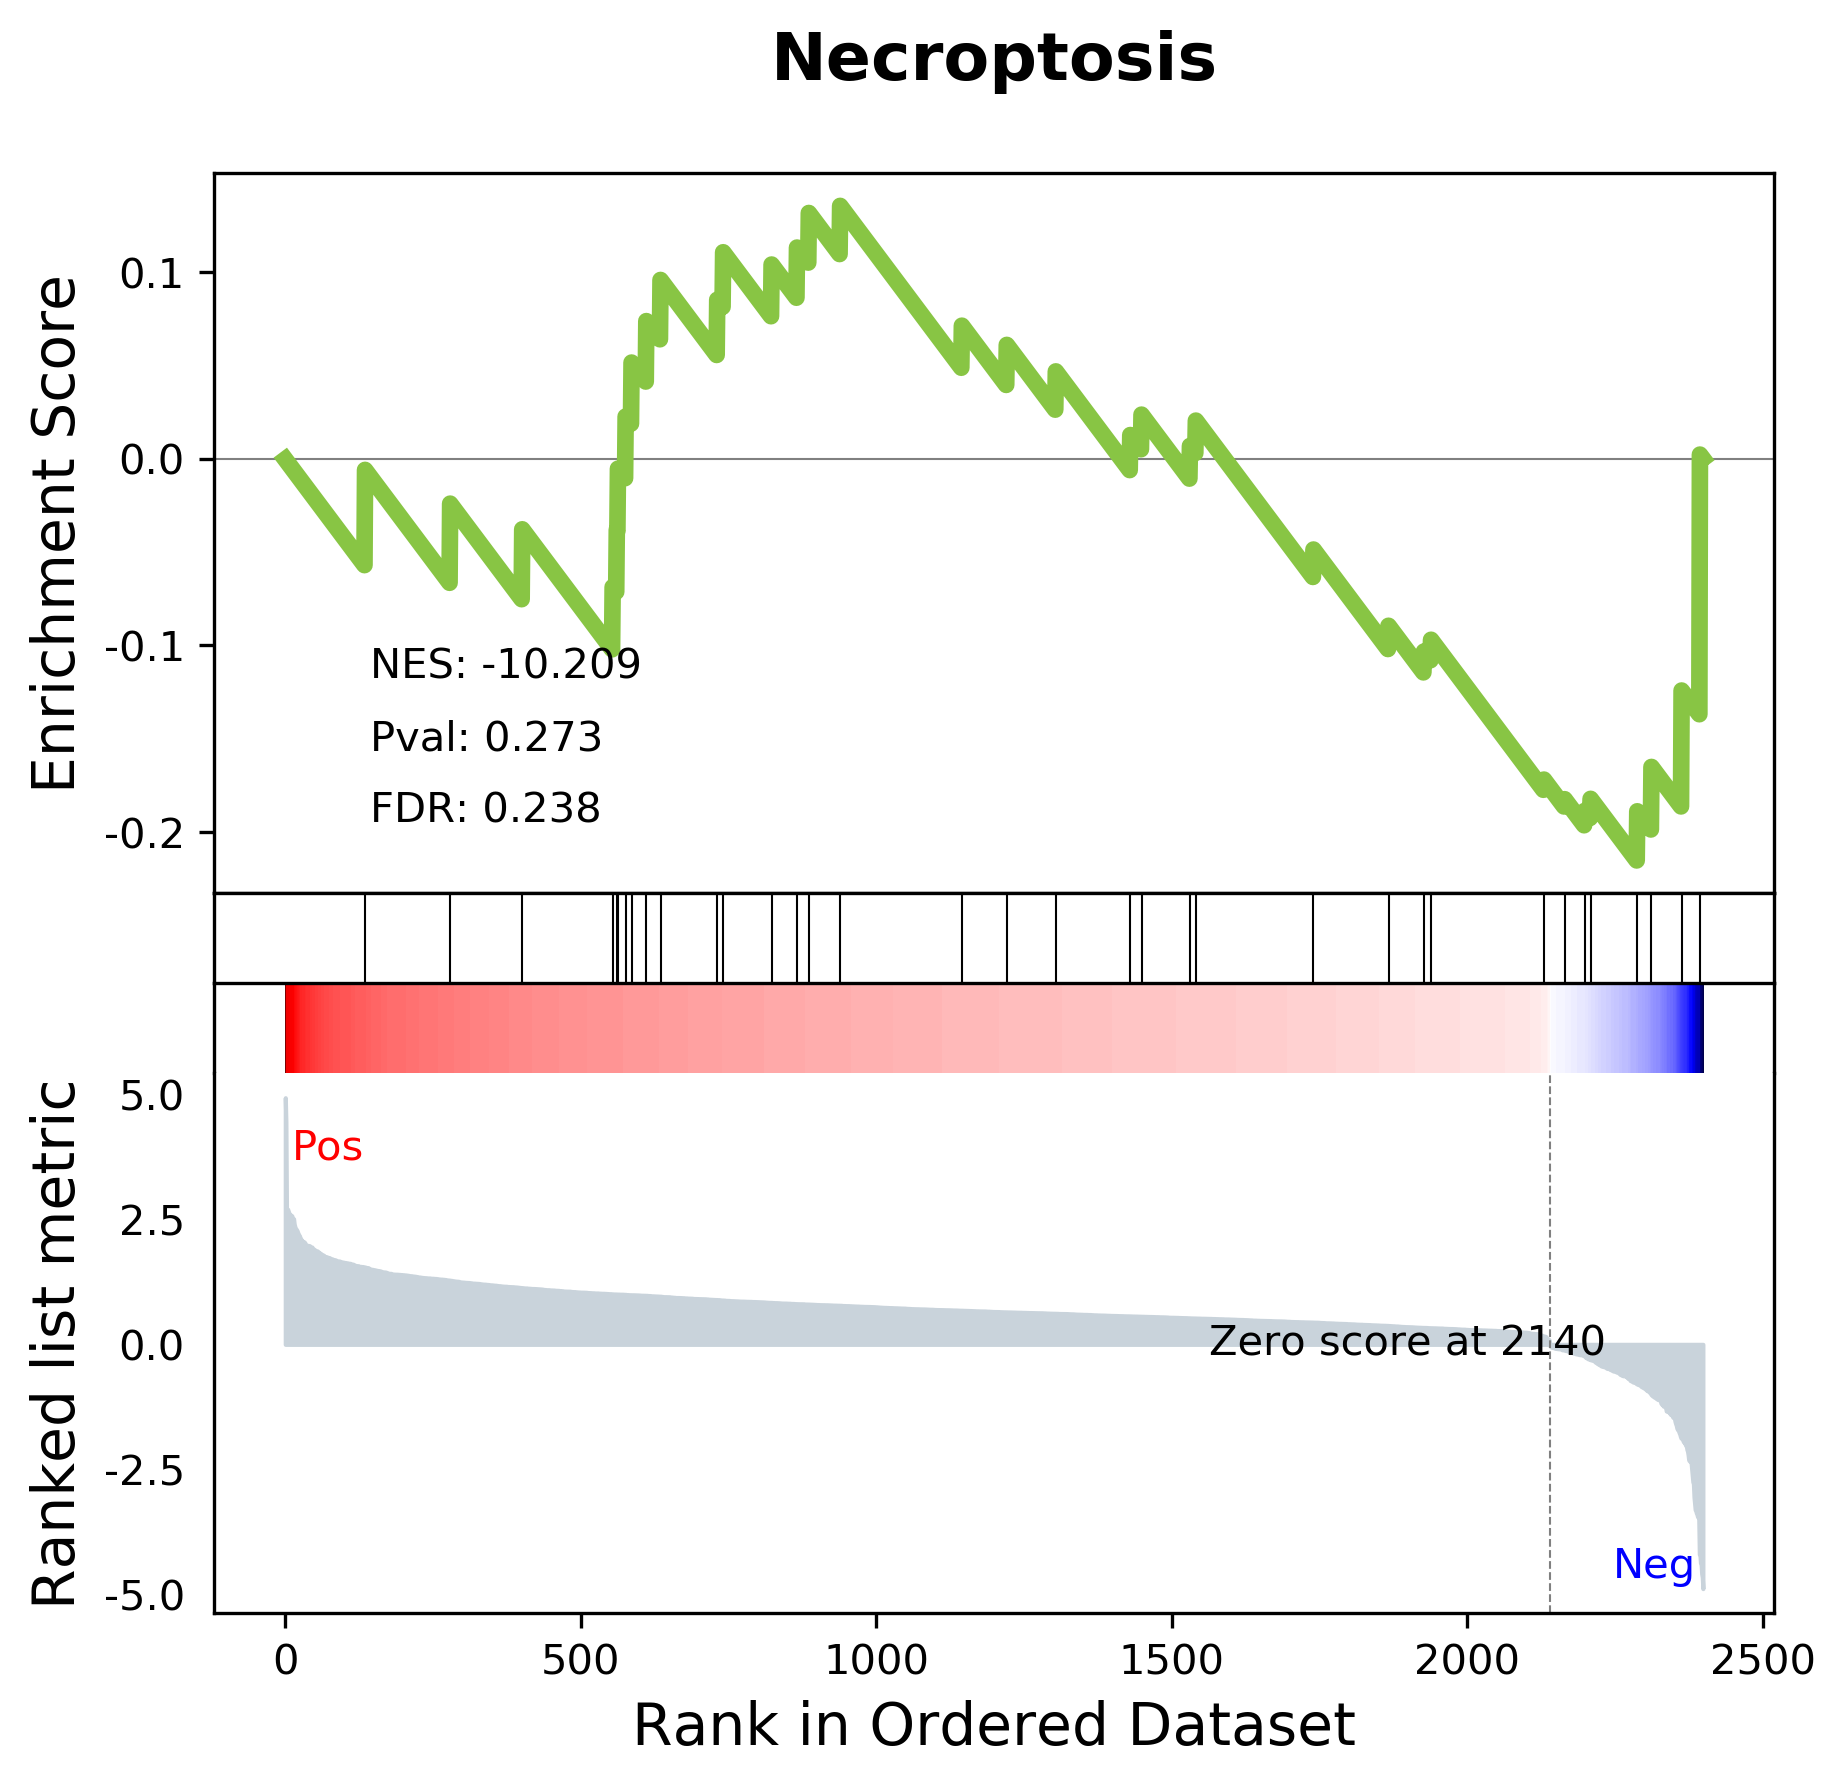 Necroptosis
Enrichment Score
0.1
0.0
-0.1
-0.2
NES: -10.209
Pval: 0.273
FDR: 0.238
Ranked list metric
5.0
2.5
0.0
-2.5
-5.0
Pos
Zero score at 2140
Neg
0 500 1000 1500 2000 2500
Rank in Ordered Dataset